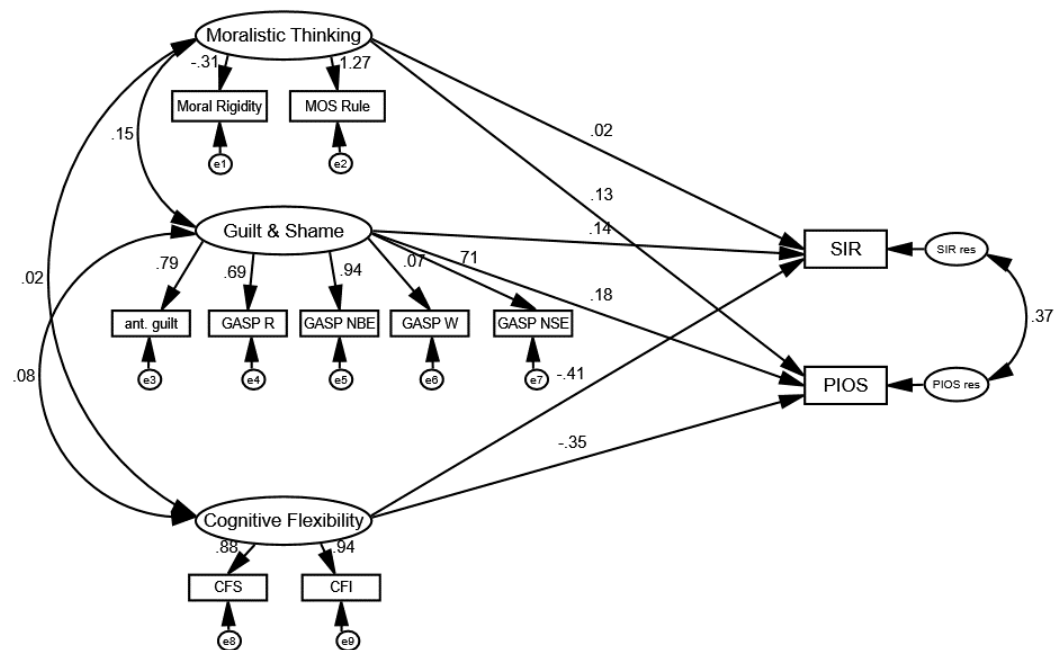 Moralistic Thinking
-.31
1.27
Moral Rigidity
MOS Rule
e1
e2
.15
.02
.13
Guilt & Shame
.14
SIR
SIR res
.79
.69
.94
.07
.71
.18
.02
.37
ant. guilt
GASP R
GASP NBE
GASP W
GASP NSE
e3
e4
e5
e6
e7
.08
-.41
PIOS
PIOS res
-.35
Cognitive Flexibility
.88
.94
CFS
CFI
e8
e9